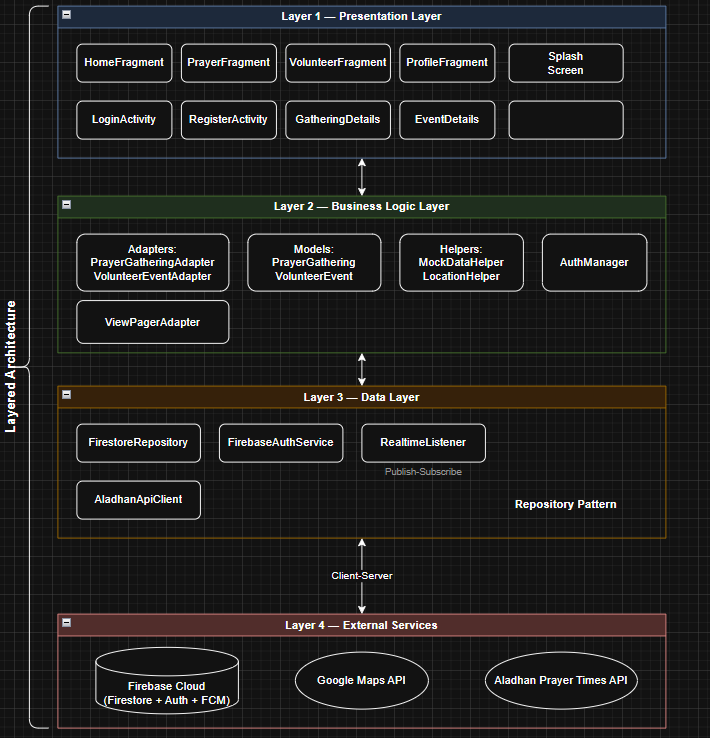 Layer 1 — Presentation Layer
HomeFragment
PrayerFragment
VolunteerFragment
ProfileFragment
Splash
Screen
LoginActivity
RegisterActivity
GatheringDetails
EventDetails
Layered Architecture
Layer 2 — Business Logic Layer
Adapters:
PrayerGatheringAdapter
VolunteerEventAdapter
Models:
PrayerGathering
VolunteerEvent
Helpers:
MockDataHelper
LocationHelper
AuthManager
ViewPagerAdapter
Layer 3 — Data Layer
FirestoreRepository
FirebaseAuthService
RealtimeListener
Publish-Subscribe
AladhanApiClient
Repository Pattern
Client-Server
Layer 4 — External Services
Firebase Cloud
(Firestore + Auth + FCM)
Google Maps API
Aladhan Prayer Times API